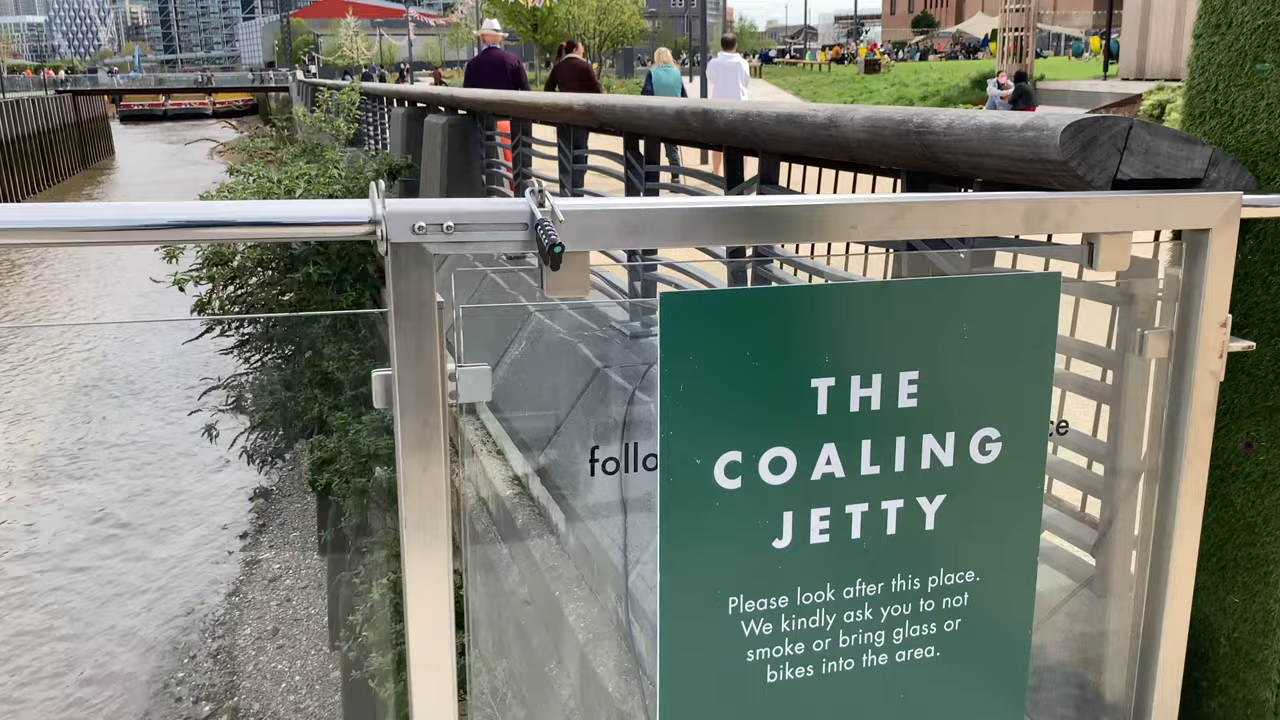 THE
COALING
JETTY
Please look after this place.
We kindly ask you to not
smoke or bring glass or
bikes into the area.
follo
ce